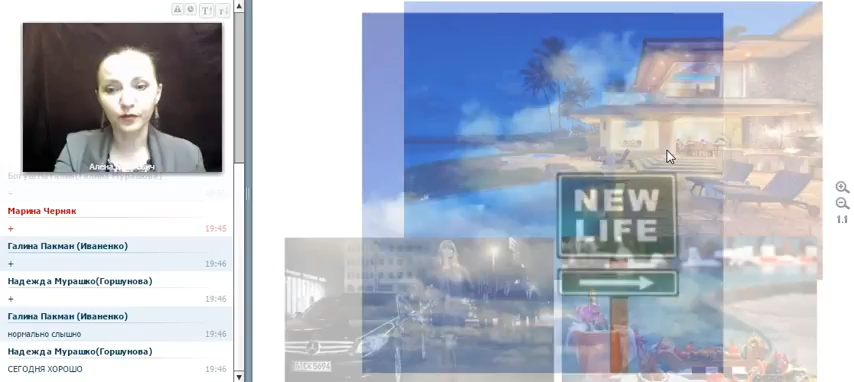 Алёна
Марина Черняк
+
19:45
Галина Пакман (Иваненко)
+
19:46
Надежда Мурашко(Горшунова)
+
19:46
Галина Пакман (Иваненко)
нормально слышно
19:46
Надежда Мурашко(Горшунова)
СЕГОДНЯ ХОРОШО
19:46
NEW
LIFE
1.1